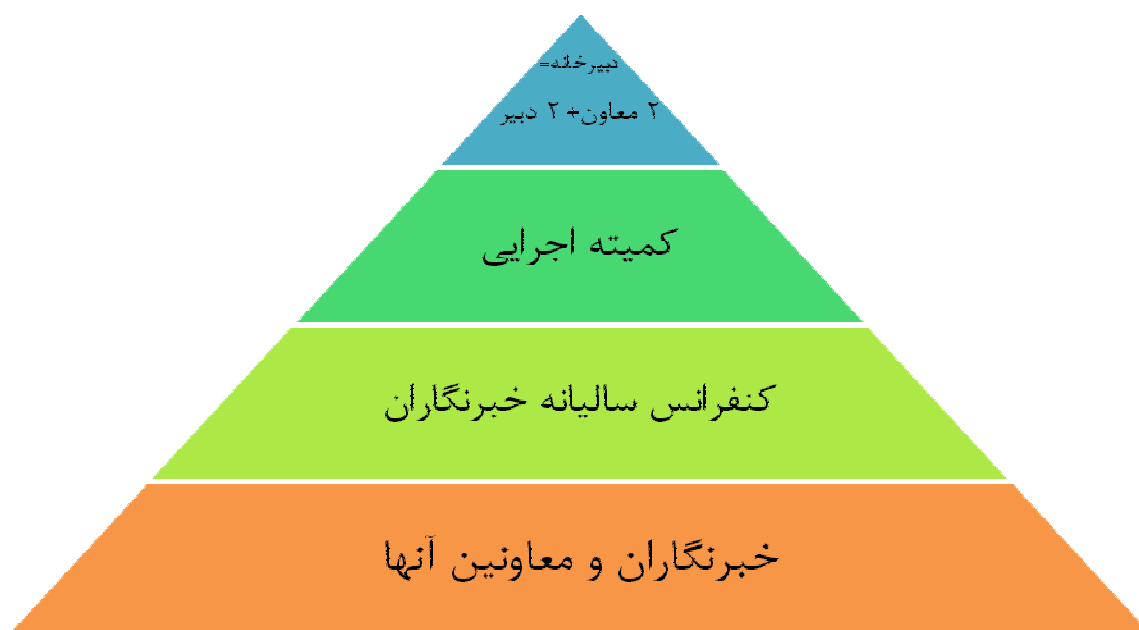 دبیرخانه=
۲ معاون+ ۲ دبیر
کمیته اجرایی
کنفرانس سالیانه خبرنگاران
خبرنگاران و معاونین آنها